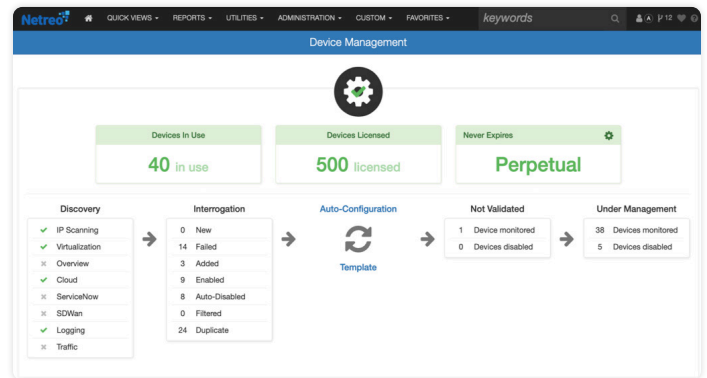 Netreo QUICK VIEWS REPORTS UTILITIES ADMINISTRATION CUSTOM FAVORITES keywords A 12
Device Management
Devices In Use
40 in use
Devices Licensed
500 licensed
Never Expires
Perpetual
Discovery
IP Scanning
Virtualization
Overview
Cloud
ServiceNow
SDWan
Logging
Traffic
Interrogation
0 New
14 Failed
3 Added
9 Enabled
8 Auto-Disabled
0 Filtered
24 Duplicate
Auto-Configuration
Template
Not Validated
1 Device monitored
0 Devices disabled
Under Management
38 Devices monitored
5 Devices disabled